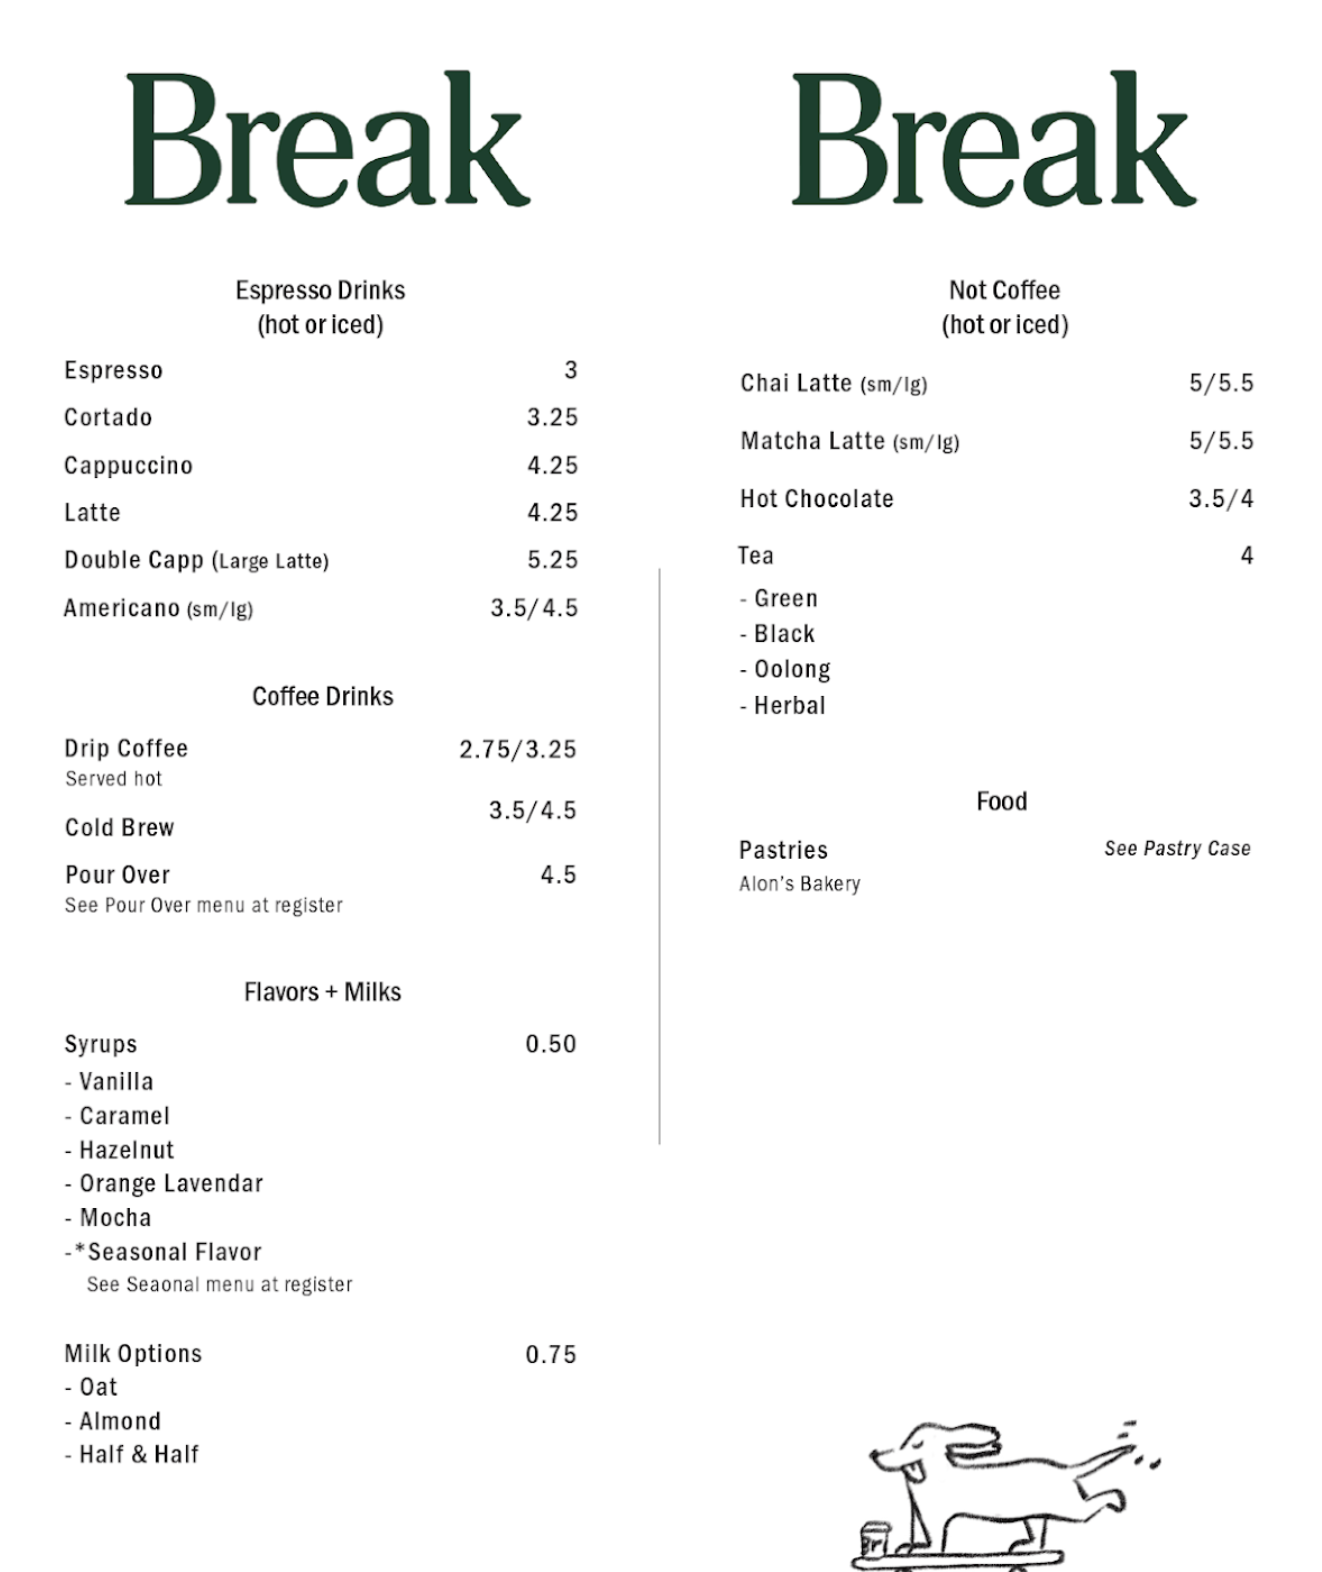 Break
Espresso Drinks
(hot or iced)
Espresso 3
Cortado 3.25
Cappuccino 4.25
Latte 4.25
Double Capp (Large Latte) 5.25
Americano (sm/lg) 3.5/4.5
Coffee Drinks
Drip Coffee 2.75/3.25
Served hot
Cold Brew 3.5/4.5
Pour Over 4.5
See Pour Over menu at register
Flavors + Milks
Syrups 0.50
- Vanilla
- Caramel
- Hazelnut
- Orange Lavendar
- Mocha
-*Seasonal Flavor
See Seaonal menu at register
Milk Options 0.75
- Oat
- Almond
- Half & Half
Break
Not Coffee
(hot or iced)
Chai Latte (sm/lg) 5/5.5
Matcha Latte (sm/lg) 5/5.5
Hot Chocolate 3.5/4
Tea 4
- Green
- Black
- Oolong
- Herbal
Food
Pastries See Pastry Case
Alon's Bakery
Br